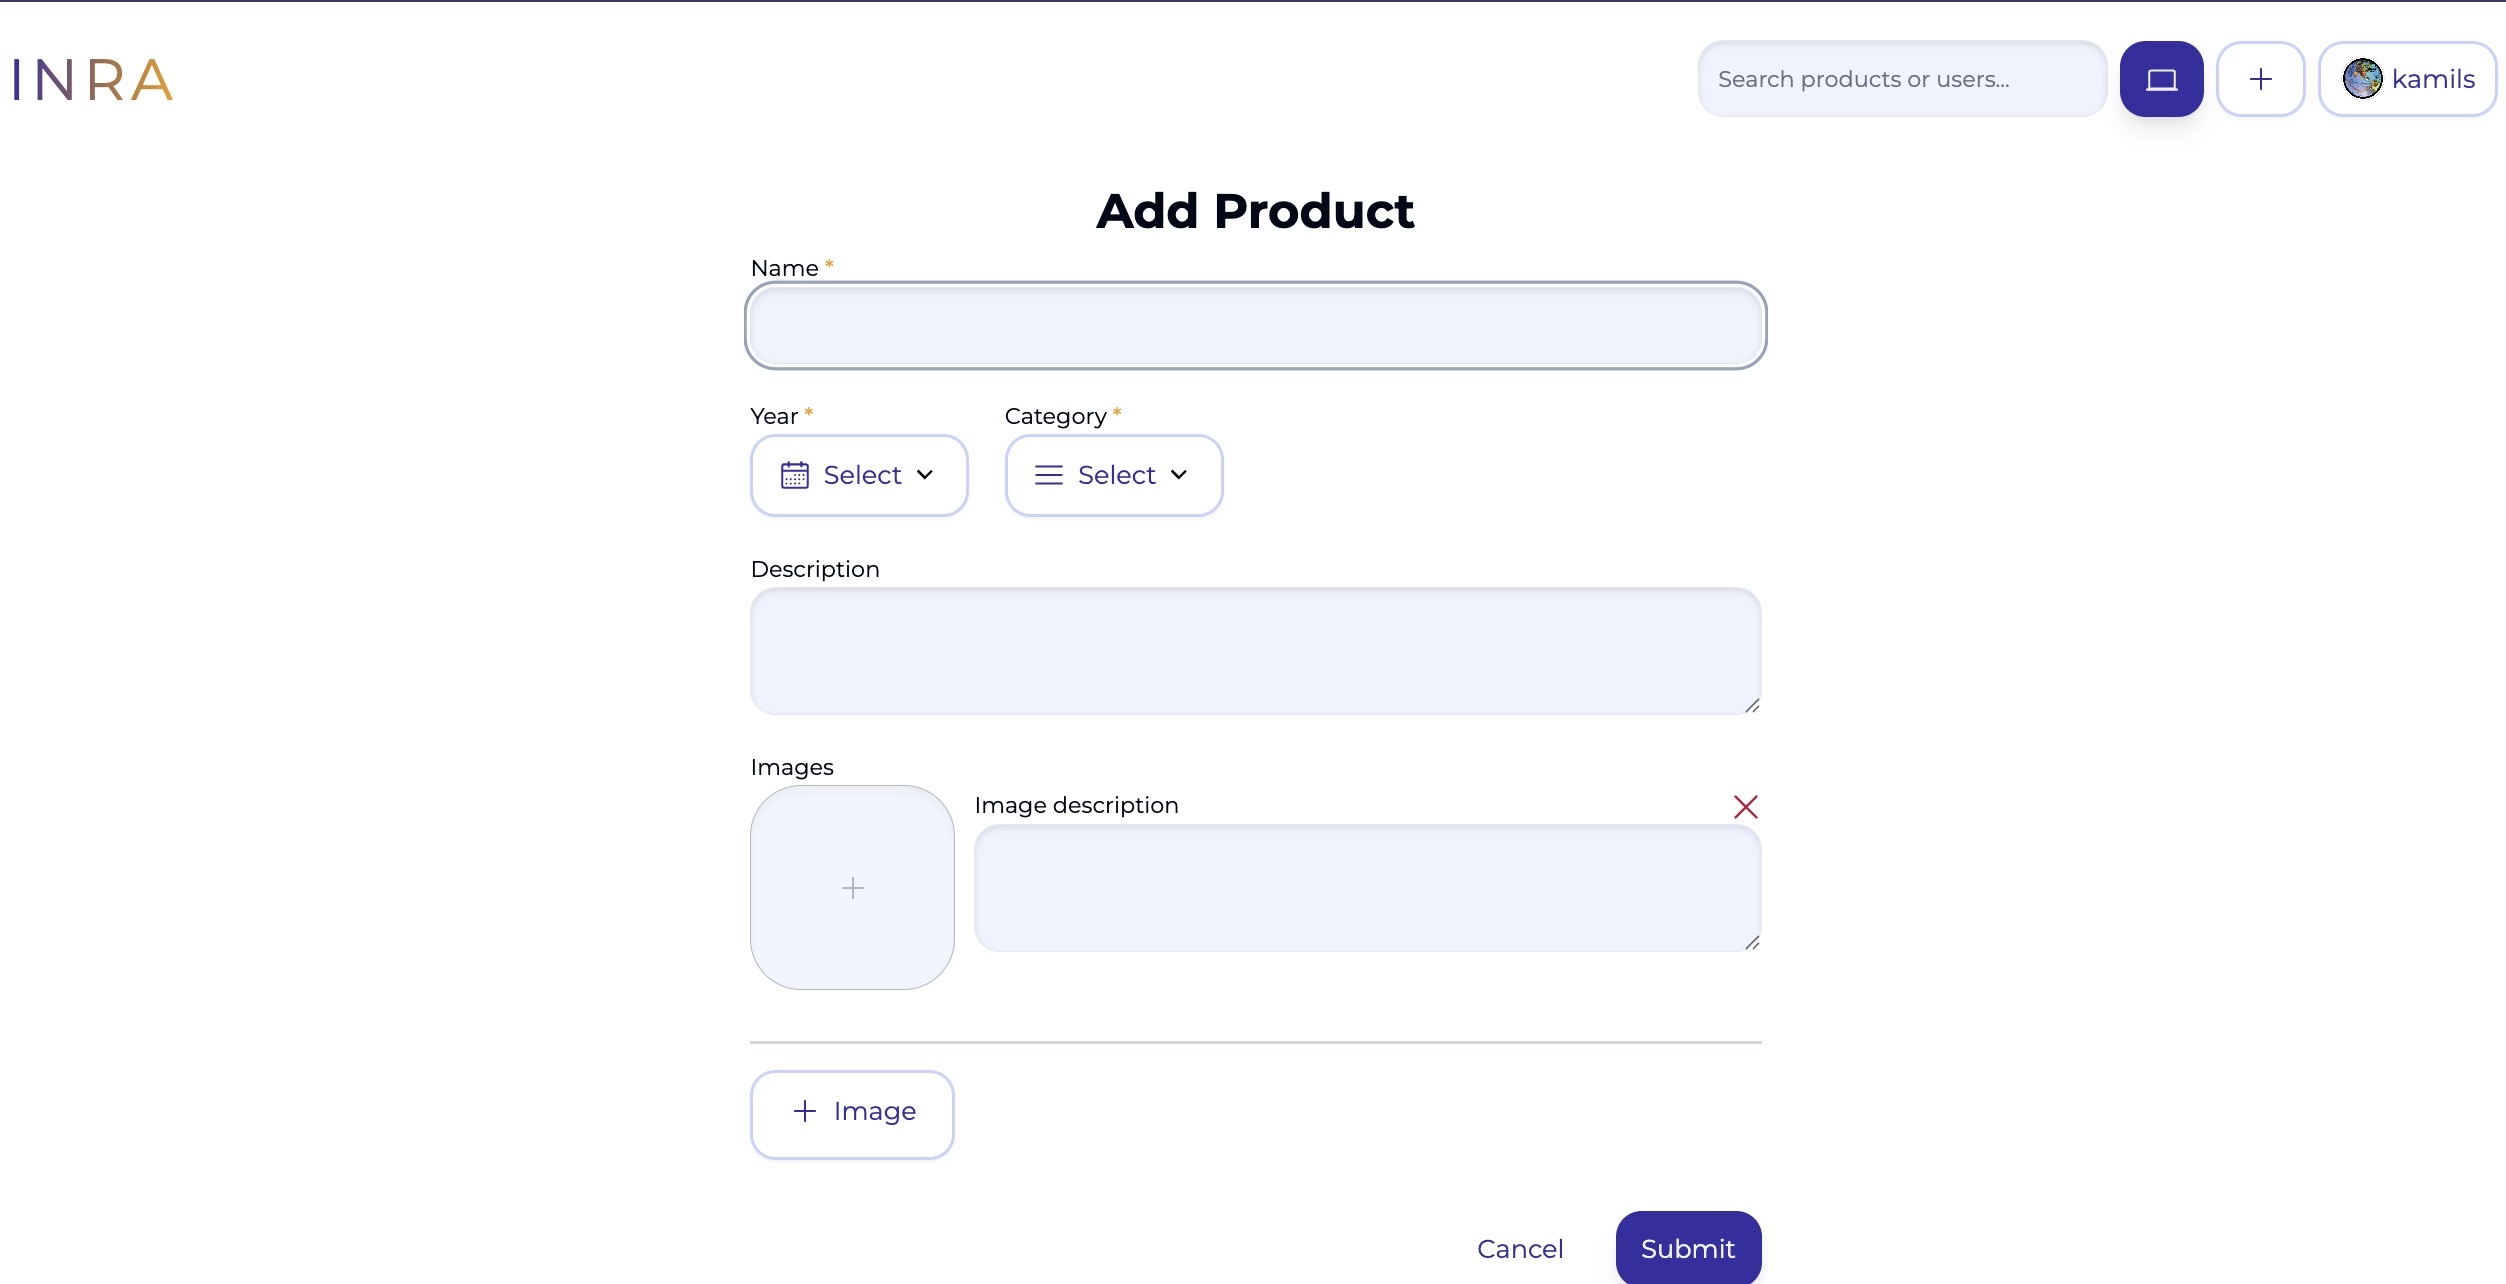 INRA
Search products or users...
kamils
Add Product
Name *
Year *
Category *
Select
Select
Description
Images
Image description
Image
Cancel
Submit